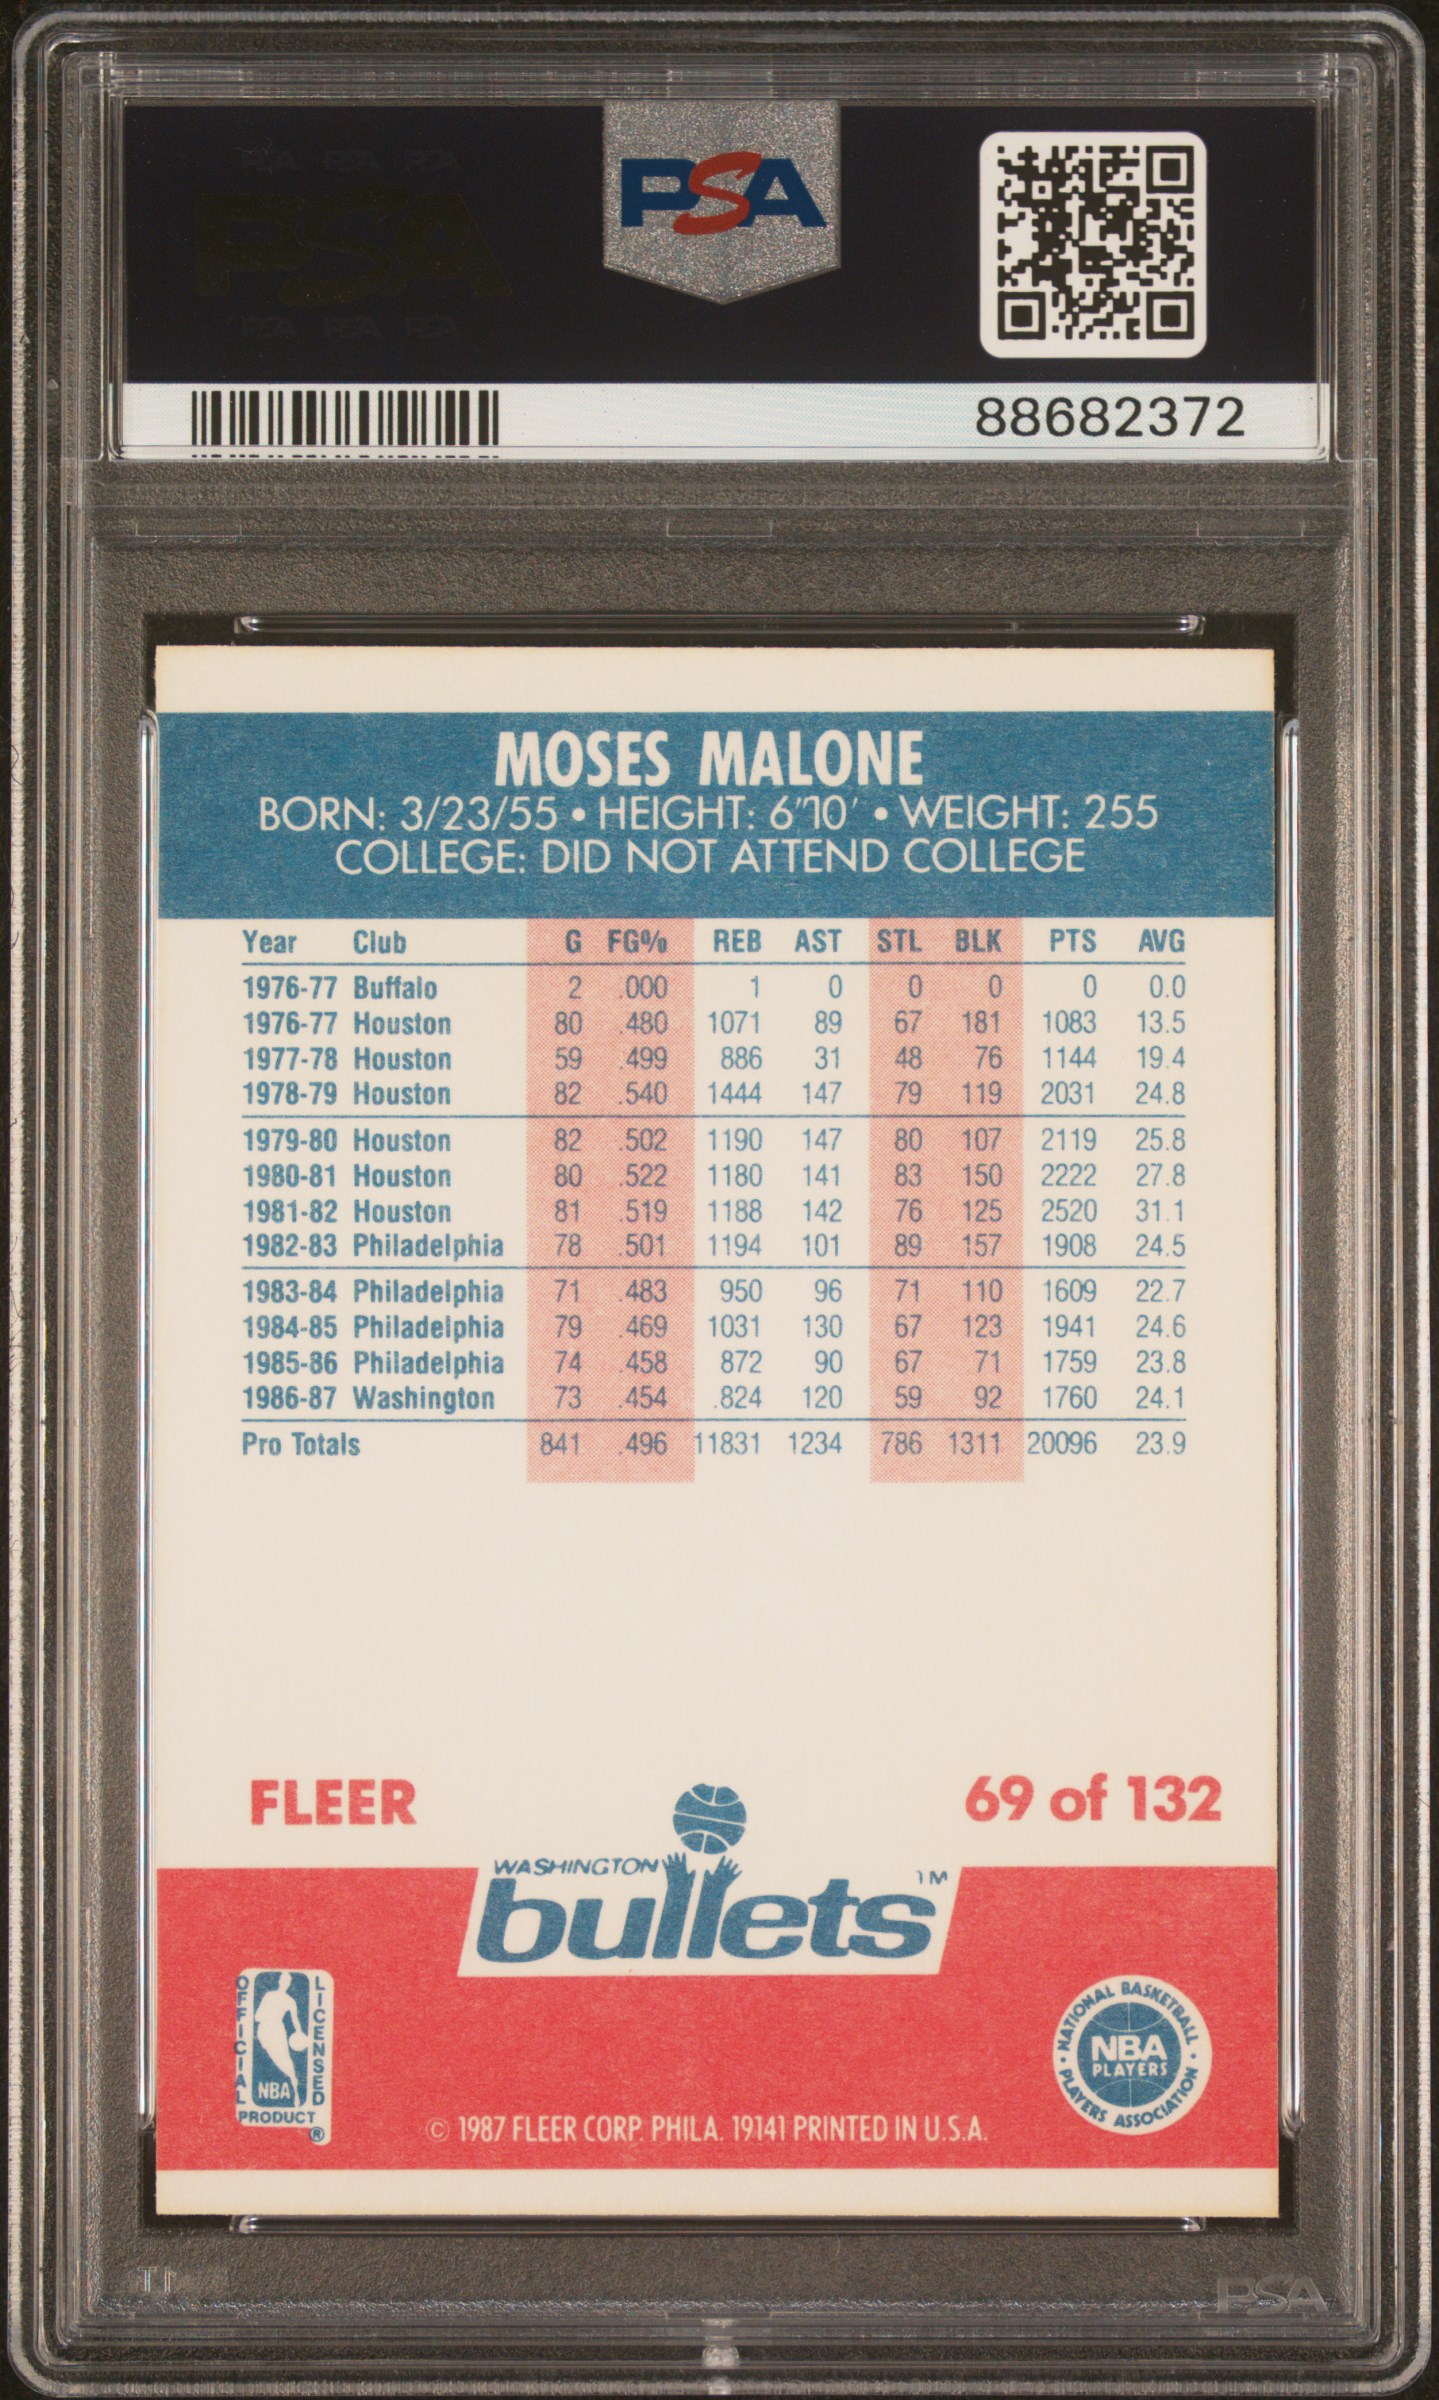 PSA PSA PSA
PSA
PSA PSA PSA
PSA
88682372
MOSES MALONE
BORN: 3/23/55 • HEIGHT: 6"10' • WEIGHT: 255
COLLEGE: DID NOT ATTEND COLLEGE
Year Club G FG% REB AST STL BLK PTS AVG
1976-77 Buffalo 2 .000 1 0 0 0 0 0.0
1976-77 Houston 80 .480 1071 89 67 181 1083 13.5
1977-78 Houston 59 .499 886 31 48 76 1144 19.4
1978-79 Houston 82 .540 1444 147 79 119 2031 24.8
1979-80 Houston 82 .502 1190 147 80 107 2119 25.8
1980-81 Houston 80 .522 1180 141 83 150 2222 27.8
1981-82 Houston 81 .519 1188 142 76 125 2520 31.1
1982-83 Philadelphia 78 .501 1194 101 89 157 1908 24.5
1983-84 Philadelphia 71 .483 950 96 71 110 1609 22.7
1984-85 Philadelphia 79 .469 1031 130 67 123 1941 24.6
1985-86 Philadelphia 74 .458 872 90 67 71 1759 23.8
1986-87 Washington 73 .454 .824 120 59 92 1760 24.1
Pro Totals 841 .496 11831 1234 786 1311 20096 23.9
FLEER
69 of 132
WASHINGTON
bullets™
OFFICIAL LICENSED
NBA
PRODUCT
®
NATIONAL BASKETBALL
NBA
PLAYERS
PLAYERS ASSOCIATION
© 1987 FLEER CORP. PHILA. 19141 PRINTED IN U.S.A.
PSA